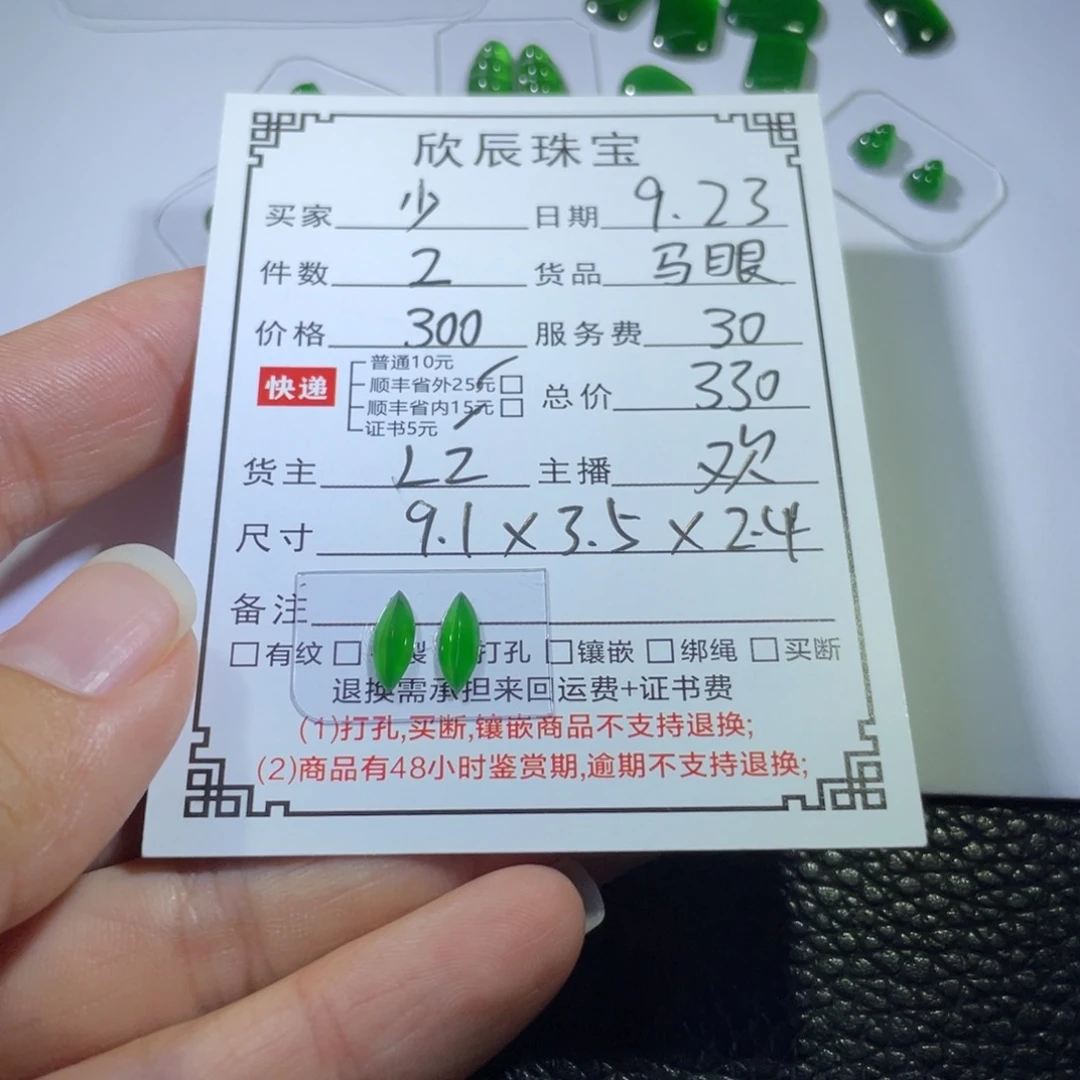 欣辰珠宝
买家 少 日期 9.23
件数 2 货品 马眼
价格 300 服务费 30
快递
普通10元
顺丰省外25元
顺丰省内15元
证书5元
总价 330
货主 LZ 主播 欢
尺寸 9.1×3.5×2.4
备注
有纹 裂 打孔 镶嵌 绑绳 买断
退换需承担来回运费+证书费
(1)打孔,买断,镶嵌商品不支持退换;
(2)商品有48小时鉴赏期,逾期不支持退换;